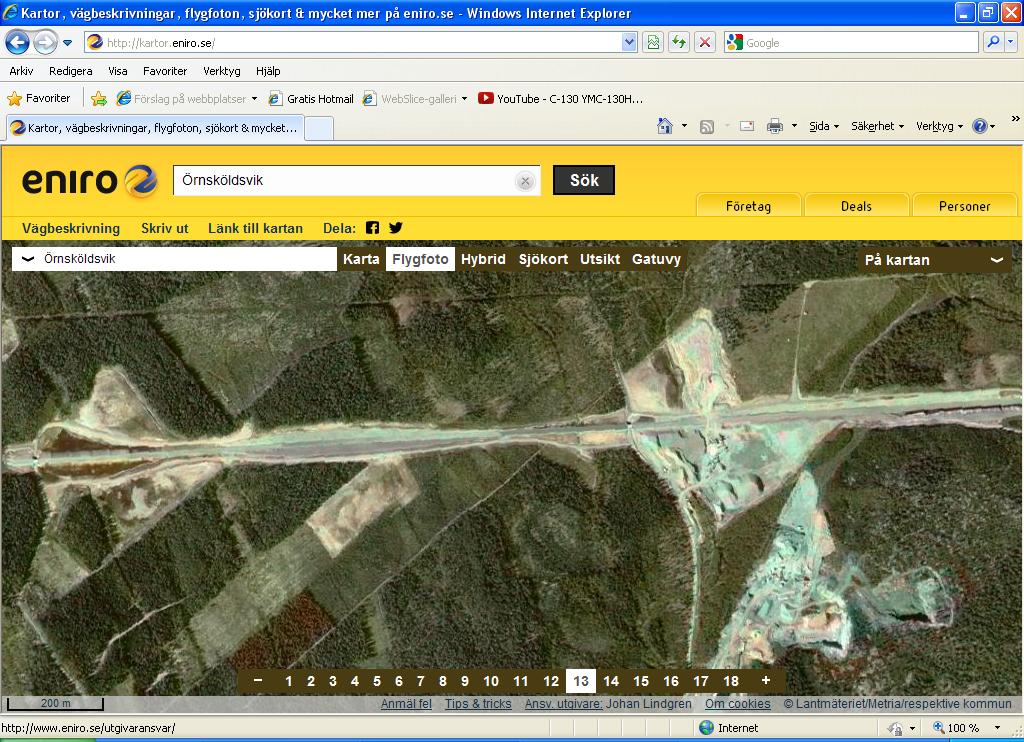 Kartor, vägbeskrivningar, flygfoton, sjökort & mycket mer på eniro.se - Windows Internet Explorer
http://kartor.eniro.se/
Google
Arkiv Redigera Visa Favoriter Verktyg Hjälp
Favoriter Förslag på webbplatser Gratis Hotmail WebSlice-galleri YouTube - C-130 YMC-130H...
Kartor, vägbeskrivningar, flygfoton, sjökort & mycket... Sida Säkerhet Verktyg »
eniro Örnsköldsvik Sök
Företag Deals Personer
Vägbeskrivning Skriv ut Länk till kartan Dela:
Örnsköldsvik Karta Flygfoto Hybrid Sjökort Utsikt Gatuvy På kartan
− 1 2 3 4 5 6 7 8 9 10 11 12 13 14 15 16 17 18 +
200 m Anmäl fel Tips & tricks Ansv. utgivare: Johan Lindgren Om cookies © Lantmäteriet/Metria/respektive kommun
http://www.eniro.se/utgivaransvar/ Internet 100 %